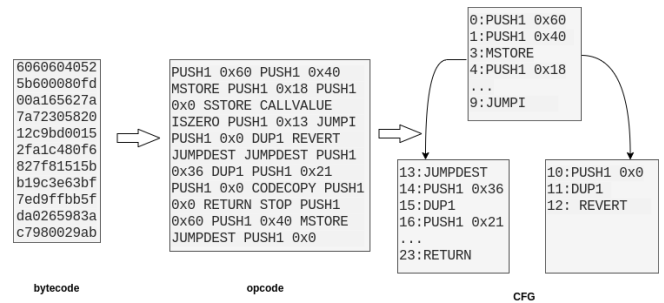 6060604052
5b600080fd
00a165627a
7a72305820
12c9bd0015
2fa1c480f6
827f81515b
b19c3e63bf
7ed9ffbb5f
da0265983a
c7980029ab
bytecode
PUSH1 0x60 PUSH1 0x40
MSTORE PUSH1 0x18 PUSH1
0x0 SSTORE CALLVALUE
ISZERO PUSH1 0x13 JUMPI
PUSH1 0x0 DUP1 REVERT
JUMPDEST JUMPDEST PUSH1
0x36 DUP1 PUSH1 0x21
PUSH1 0x0 CODECOPY PUSH1
0x0 RETURN STOP PUSH1
0x60 PUSH1 0x40 MSTORE
JUMPDEST PUSH1 0x0
opcode
0:PUSH1 0x60
1:PUSH1 0x40
3:MSTORE
4:PUSH1 0x18
...
9:JUMPI
13:JUMPDEST
14:PUSH1 0x36
15:DUP1
16:PUSH1 0x21
...
23:RETURN
10:PUSH1 0x0
11:DUP1
12: REVERT
CFG